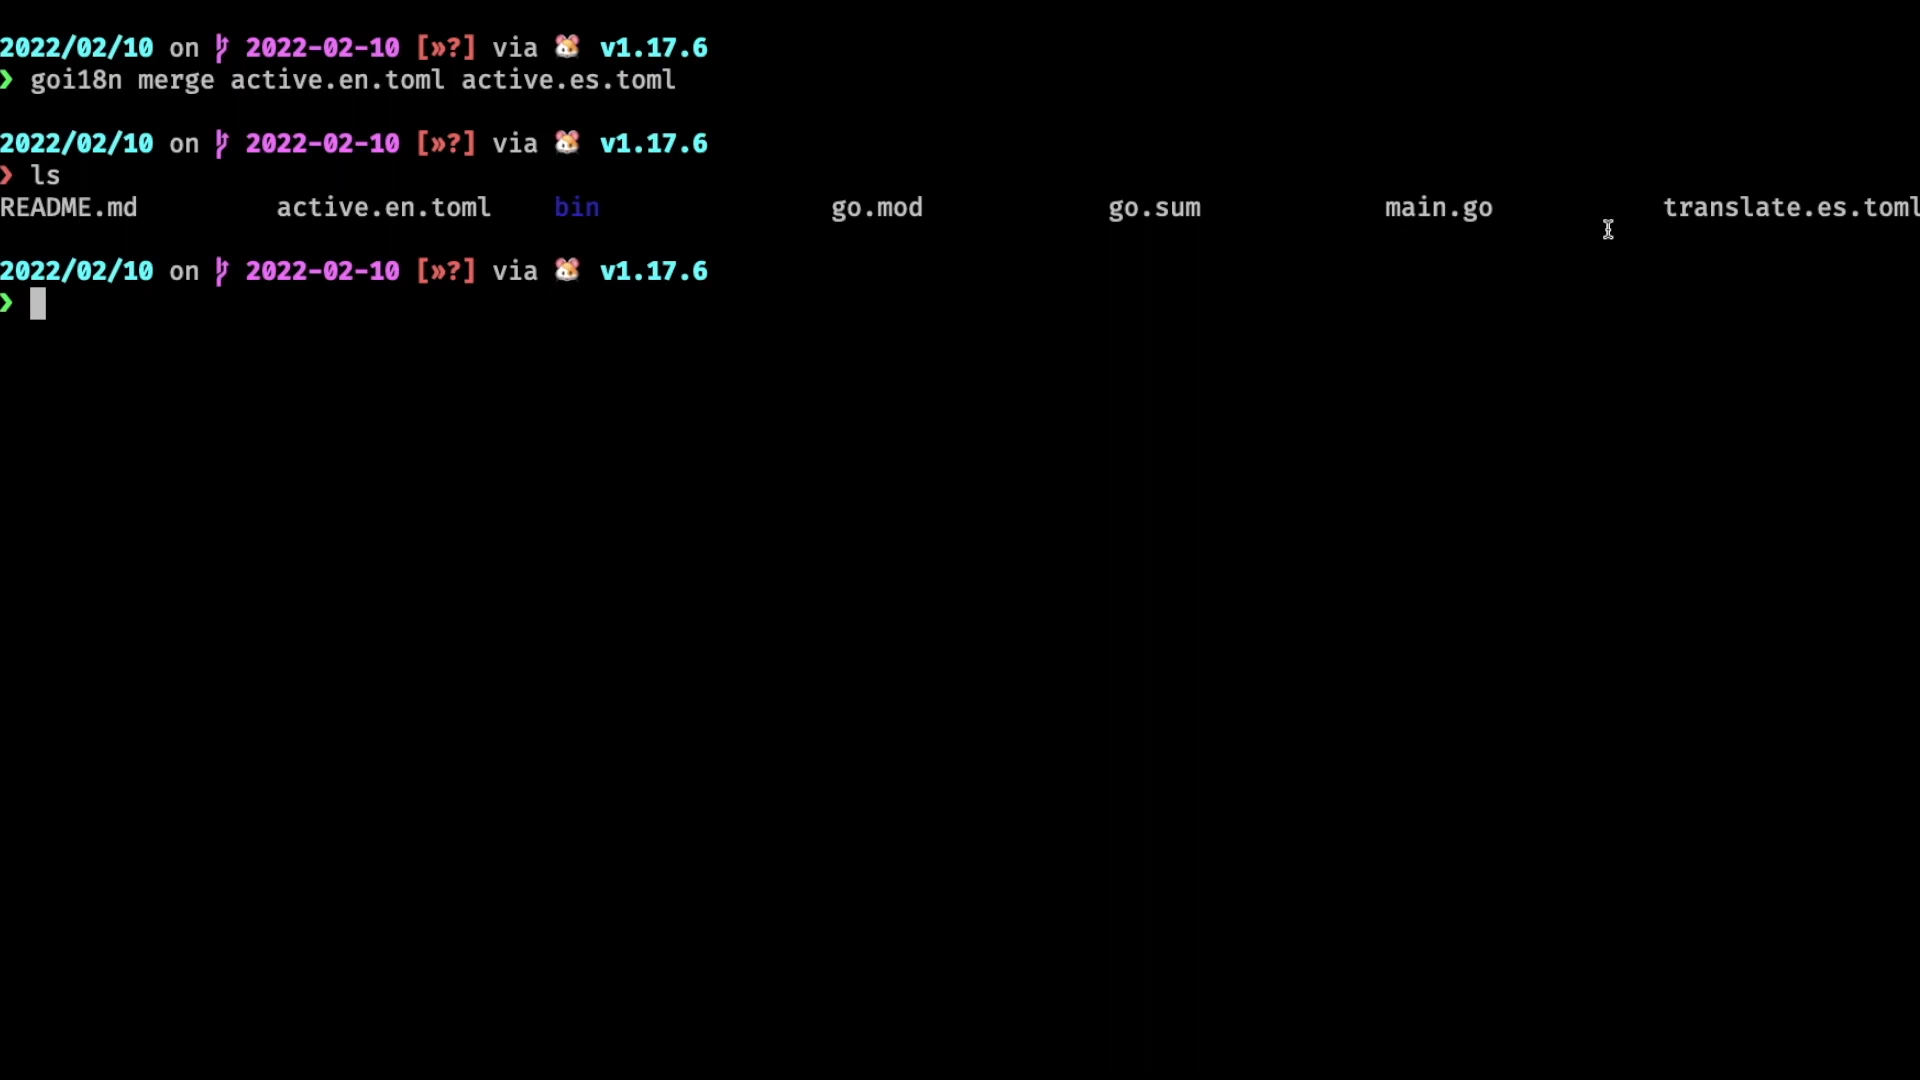 2022/02/10 on 2022-02-10 [»?] via 🐹 v1.17.6
❯ goi18n merge active.en.toml active.es.toml
2022/02/10 on 2022-02-10 [»?] via 🐹 v1.17.6
❯ ls
README.md active.en.toml bin go.mod go.sum main.go translate.es.toml
2022/02/10 on 2022-02-10 [»?] via 🐹 v1.17.6
❯